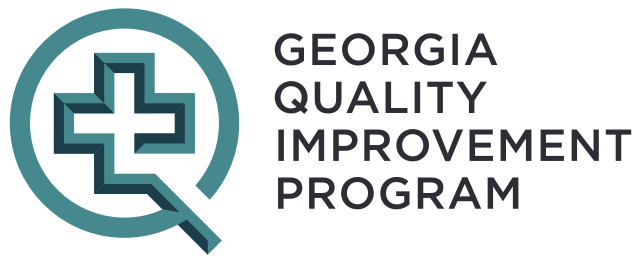 GEORGIA
QUALITY
IMPROVEMENT
PROGRAM